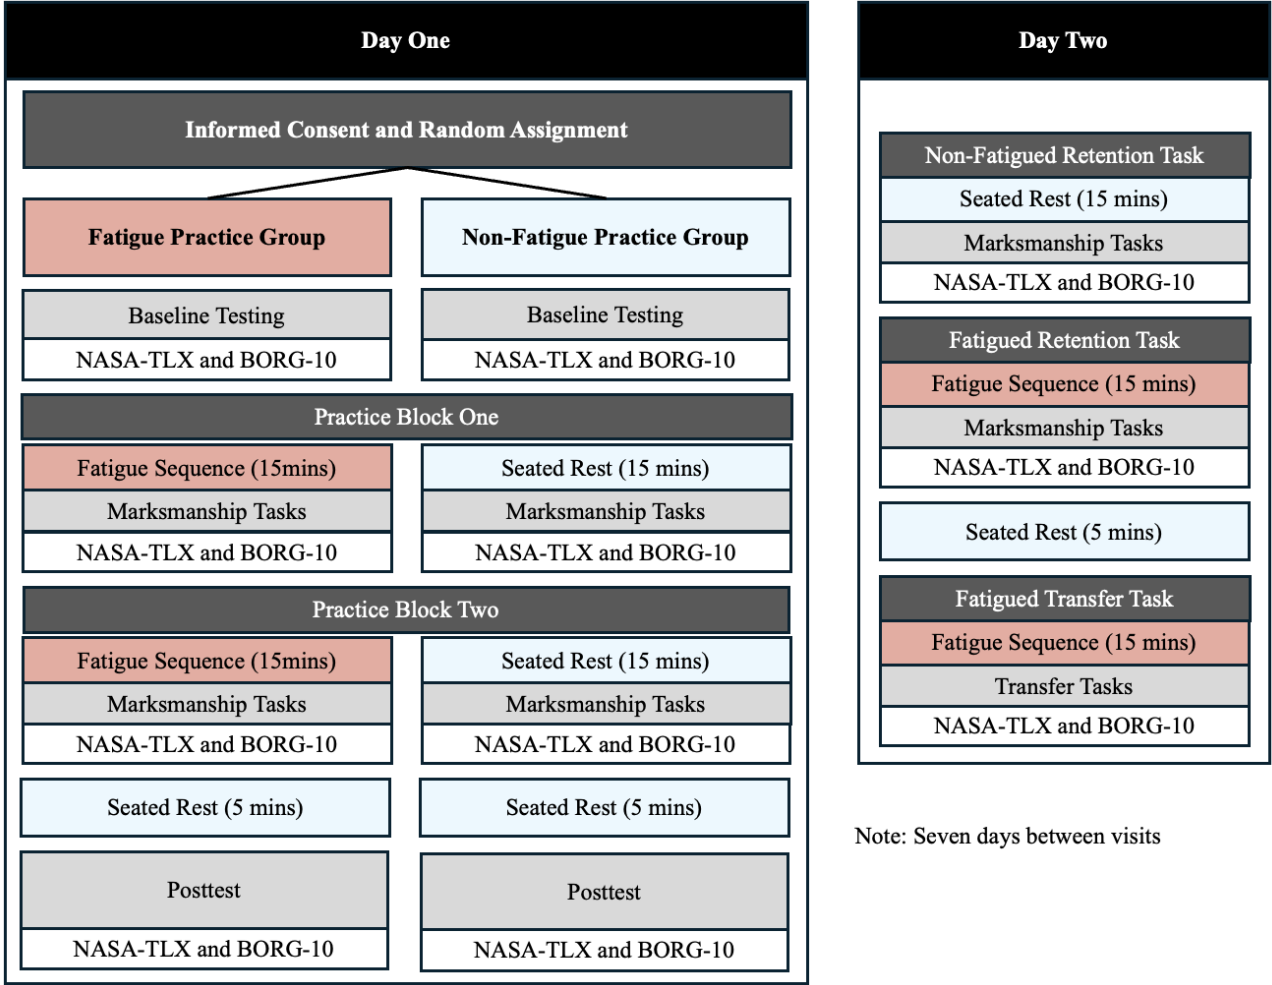 Day One
Informed Consent and Random Assignment
Fatigue Practice Group
Non-Fatigue Practice Group
Baseline Testing
Baseline Testing
NASA-TLX and BORG-10
NASA-TLX and BORG-10
Practice Block One
Fatigue Sequence (15mins)
Seated Rest (15 mins)
Marksmanship Tasks
Marksmanship Tasks
NASA-TLX and BORG-10
NASA-TLX and BORG-10
Practice Block Two
Fatigue Sequence (15mins)
Seated Rest (15 mins)
Marksmanship Tasks
Marksmanship Tasks
NASA-TLX and BORG-10
NASA-TLX and BORG-10
Seated Rest (5 mins)
Seated Rest (5 mins)
Posttest
Posttest
NASA-TLX and BORG-10
NASA-TLX and BORG-10
Day Two
Non-Fatigued Retention Task
Seated Rest (15 mins)
Marksmanship Tasks
NASA-TLX and BORG-10
Fatigued Retention Task
Fatigue Sequence (15 mins)
Marksmanship Tasks
NASA-TLX and BORG-10
Seated Rest (5 mins)
Fatigued Transfer Task
Fatigue Sequence (15 mins)
Transfer Tasks
NASA-TLX and BORG-10
Note: Seven days between visits